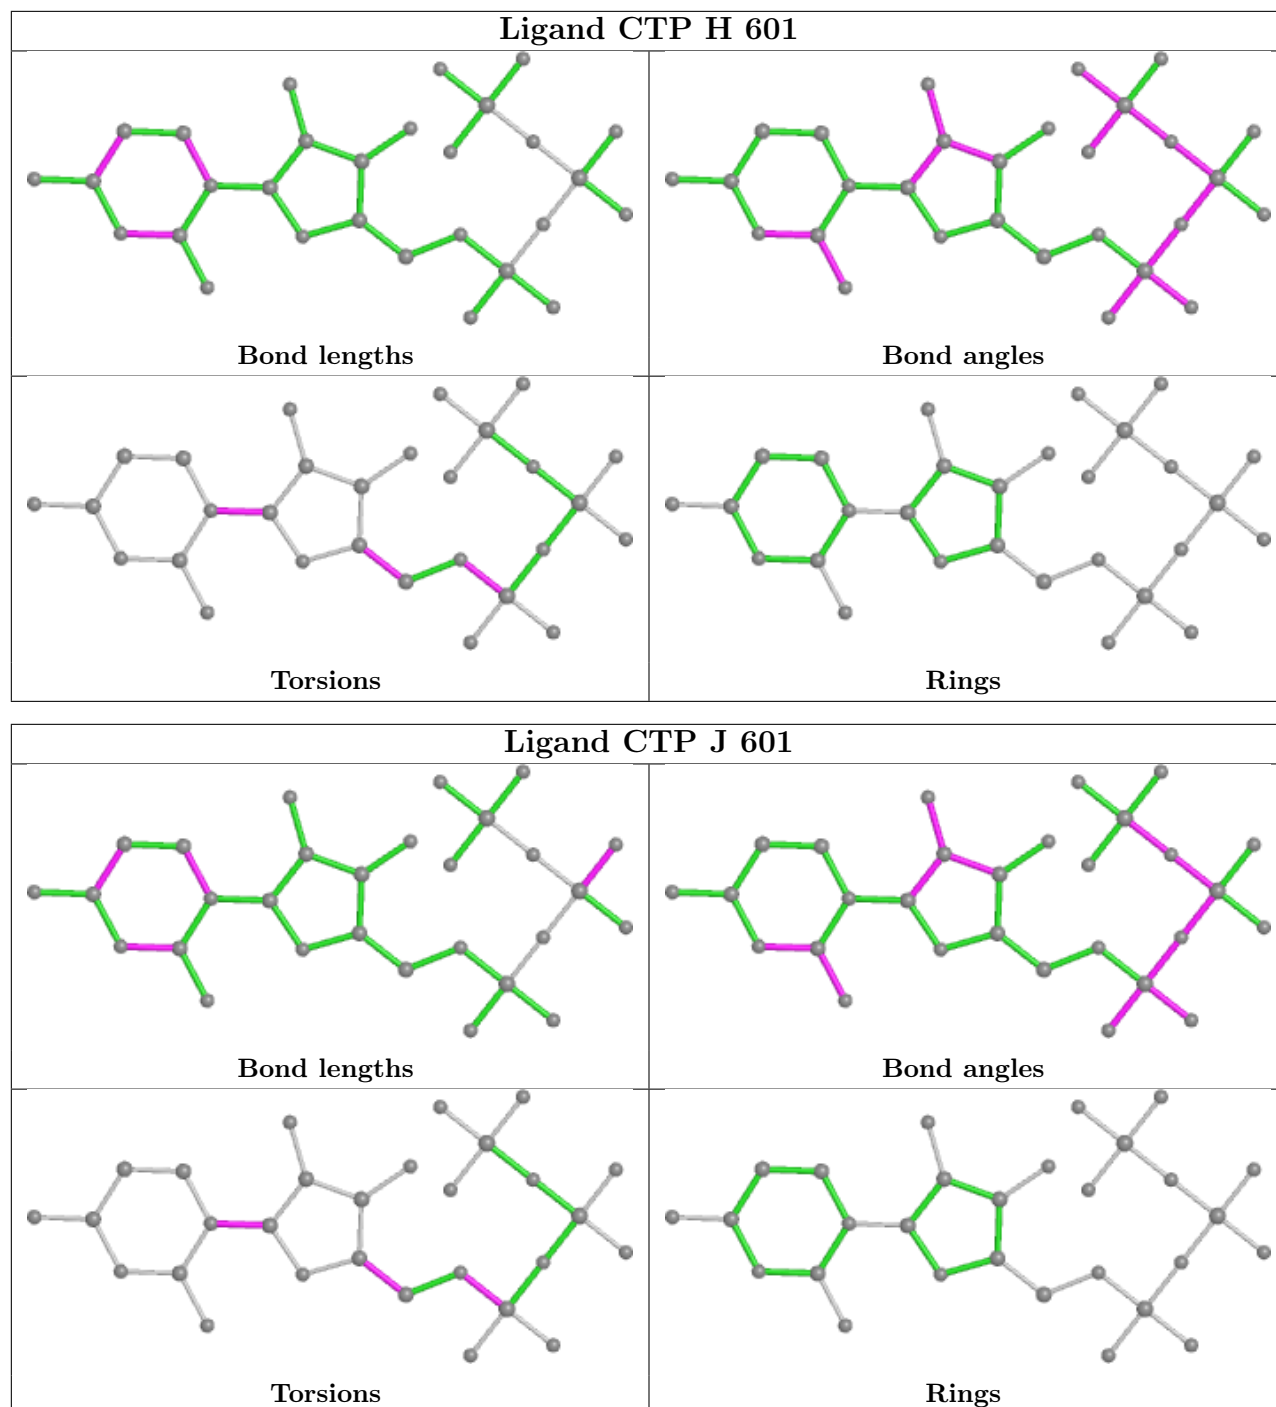 Ligand CTP H 601
Bond lengths
Bond angles
Torsions
Rings
Ligand CTP J 601
Bond lengths
Bond angles
Torsions
Rings